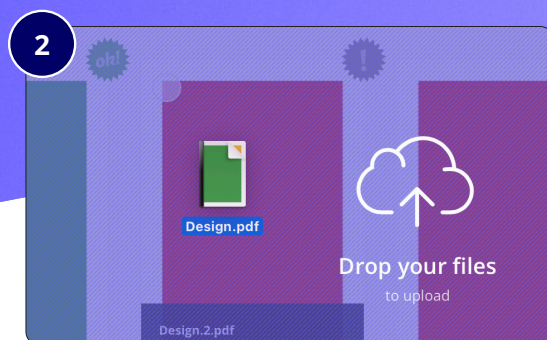 2
ok!
!
Design.pdf
Drop your files
to upload
Design.2.pdf